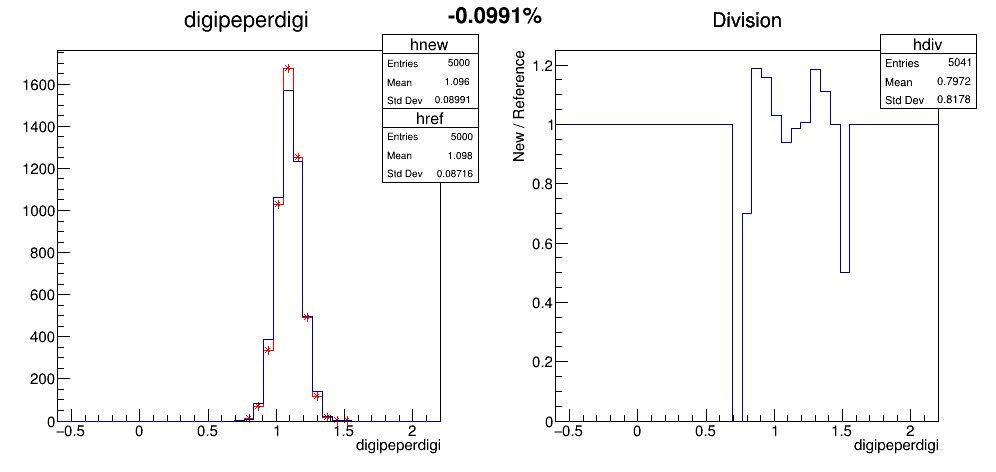 -0.0991%
digipeperdigi
hnew
Entries 5000
Mean 1.096
Std Dev 0.08991
href
Entries 5000
Mean 1.098
Std Dev 0.08716
1600
1400
1200
1000
800
600
400
200
0
−0.5 0 0.5 1 1.5 2
digipeperdigi
Division
hdiv
Entries 5041
Mean 0.7972
Std Dev 0.8178
New / Reference
1.2
1
0.8
0.6
0.4
0.2
0
−0.5 0 0.5 1 1.5 2
digipeperdigi